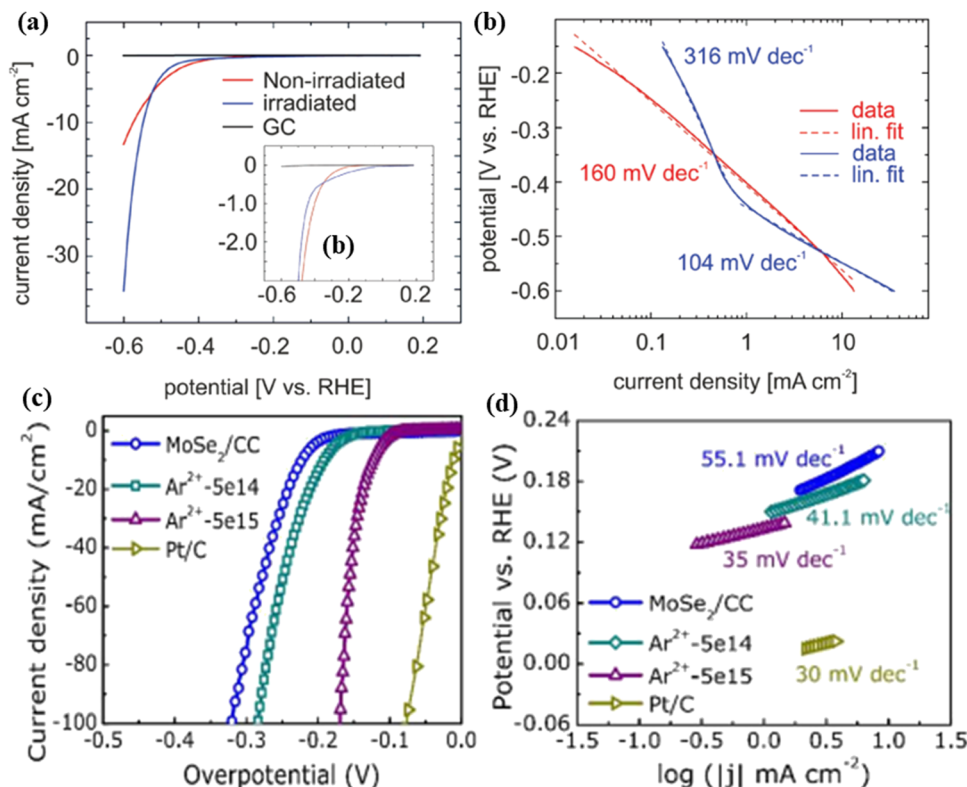 (a)
0
-5
-10
-15
-20
-25
-30
current density [mA cm⁻²]
Non-irradiated
irradiated
GC
0
-1.0
-2.0
(b)
-0.6 -0.2 0.2
-0.6 -0.4 -0.2 0.0 0.2
potential [V vs. RHE]
(b)
-0.2
-0.3
-0.4
-0.5
-0.6
potential [V vs. RHE]
316 mV dec⁻¹
160 mV dec⁻¹
104 mV dec⁻¹
data
lin. fit
data
lin. fit
0.01 0.1 1 10
current density [mA cm⁻²]
(c)
0
-20
-40
-60
-80
-100
Current density (mA/cm²)
MoSe₂/CC
Ar²⁺-5e14
Ar²⁺-5e15
Pt/C
-0.5 -0.4 -0.3 -0.2 -0.1 0.0
Overpotential (V)
(d)
0.24
0.18
0.12
0.06
0.00
-0.06
Potential vs. RHE (V)
55.1 mV dec⁻¹
41.1 mV dec⁻¹
35 mV dec⁻¹
MoSe₂/CC
Ar²⁺-5e14
Ar²⁺-5e15
Pt/C
30 mV dec⁻¹
-1.5 -1.0 -0.5 0.0 0.5 1.0 1.5
log (|j| mA cm⁻²)